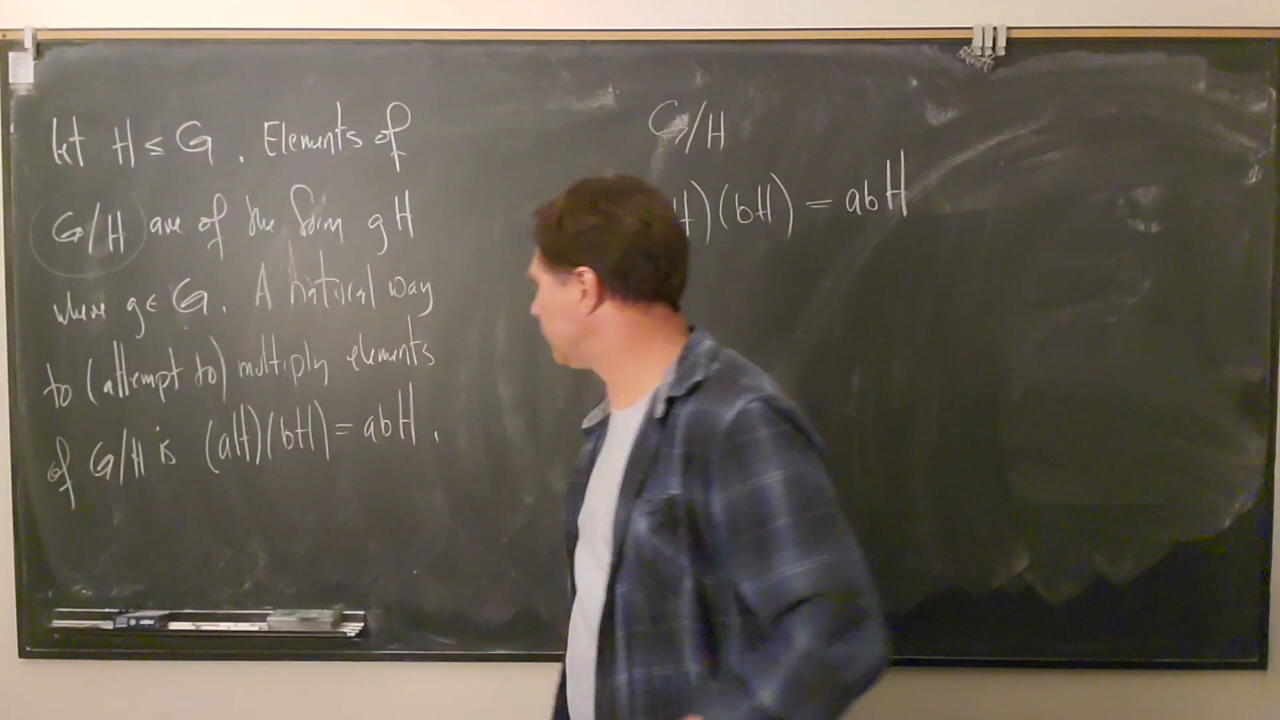 let H ≤ G. Elements of
G/H are of the form gH
where g ∈ G. A natural way
to (attempt to) multiply elements
of G/H is (aH)(bH) = abH.
G/H
H)(bH) = abH